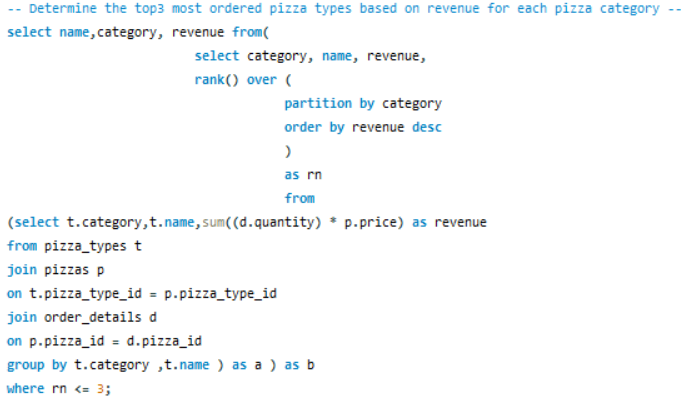 -- Determine the top3 most ordered pizza types based on revenue for each pizza category --
select name,category, revenue from(
select category, name, revenue,
rank() over (
partition by category
order by revenue desc
)
as rn
from
(select t.category,t.name,sum((d.quantity) * p.price) as revenue
from pizza_types t
join pizzas p
on t.pizza_type_id = p.pizza_type_id
join order_details d
on p.pizza_id = d.pizza_id
group by t.category ,t.name ) as a ) as b
where rn <= 3;